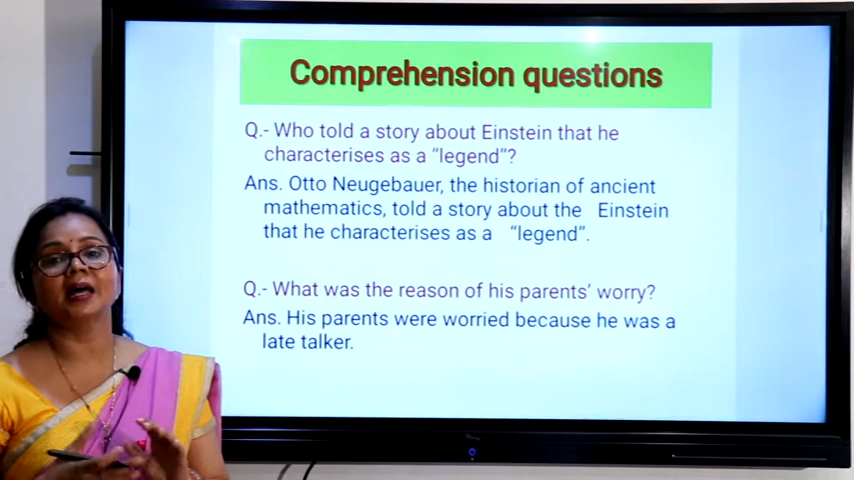 Comprehension questions
Q.- Who told a story about Einstein that he
characterises as a “legend”?
Ans. Otto Neugebauer, the historian of ancient
mathematics, told a story about the Einstein
that he characterises as a “legend”.
Q.- What was the reason of his parents’ worry?
Ans. His parents were worried because he was a
late talker.